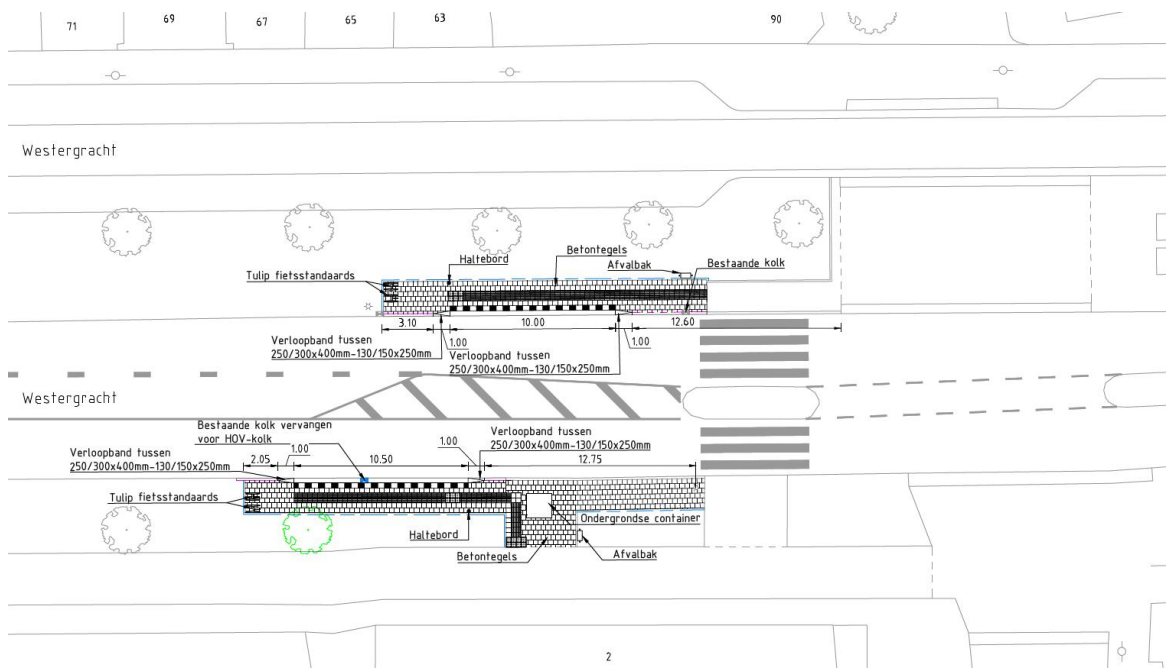 71
69
67
65
63
90
Westergracht
Betontegels
Haltebord
Afvalbak
Bestaande kolk
Tulip fietsstandaards
3.10
10.00
12.60
1.00
1.00
Verloopband tussen
250/300x400mm-130/150x250mm
Verloopband tussen
250/300x400mm-130/150x250mm
Westergracht
Bestaande kolk vervangen
voor HOV-kolk
Verloopband tussen
250/300x400mm-130/150x250mm
1.00
1.00
Verloopband tussen
250/300x400mm-130/150x250mm
2.05
10.50
12.75
Tulip fietsstandaards
Ondergrondse container
Haltebord
Betontegels
Afvalbak
2